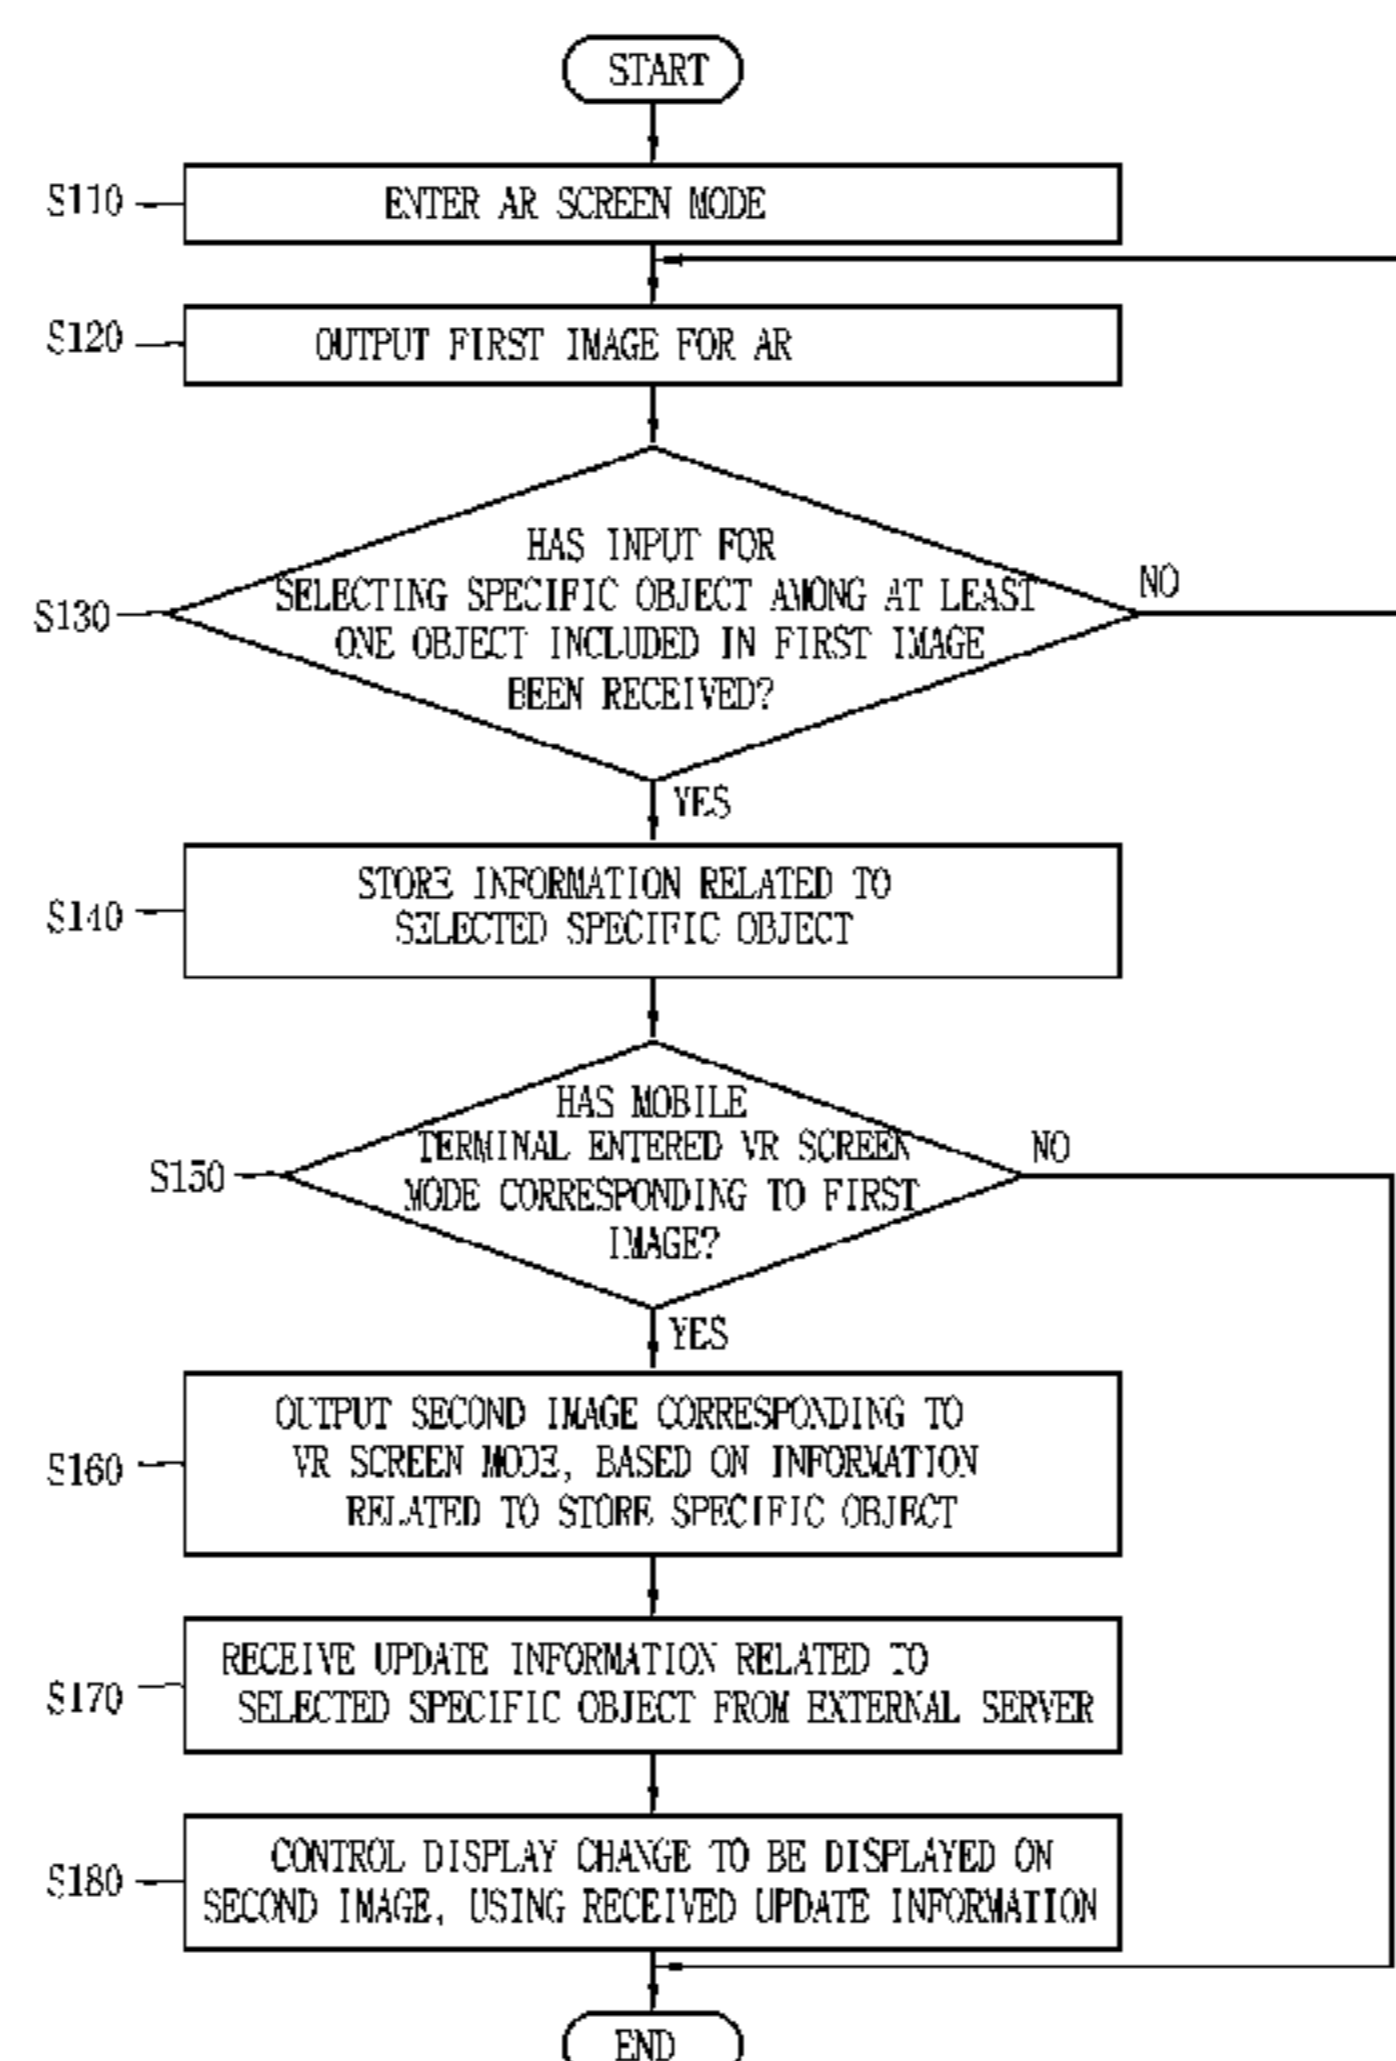 START
S110
ENTER AR SCREEN MODE
S120
OUTPUT FIRST IMAGE FOR AR
S130
HAS INPUT FOR
SELECTING SPECIFIC OBJECT AMONG AT LEAST
ONE OBJECT INCLUDED IN FIRST IMAGE
BEEN RECEIVED?
NO
YES
S140
STORE INFORMATION RELATED TO
SELECTED SPECIFIC OBJECT
S150
HAS MOBILE
TERMINAL ENTERED VR SCREEN
MODE CORRESPONDING TO FIRST
IMAGE?
NO
YES
S160
OUTPUT SECOND IMAGE CORRESPONDING TO
VR SCREEN MODE, BASED ON INFORMATION
RELATED TO STORE SPECIFIC OBJECT
S170
RECEIVE UPDATE INFORMATION RELATED TO
SELECTED SPECIFIC OBJECT FROM EXTERNAL SERVER
S180
CONTROL DISPLAY CHANGE TO BE DISPLAYED ON
SECOND IMAGE, USING RECEIVED UPDATE INFORMATION
END